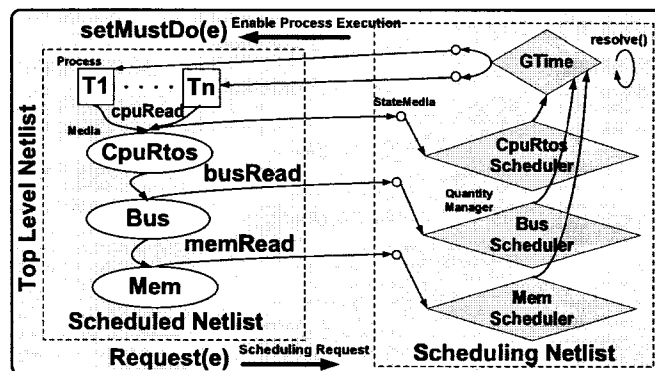 setMustDo(e)
Enable Process Execution
resolve()
Process
GTime
T1 . . . . Tn
cpuRead
StateMedia
Media
CpuRtos
CpuRtos
Scheduler
busRead
Quantity
Manager
Bus
Bus
Scheduler
memRead
Mem
Mem
Scheduler
Top Level Netlist
Scheduled Netlist
Scheduling Netlist
Request(e)
Scheduling Request